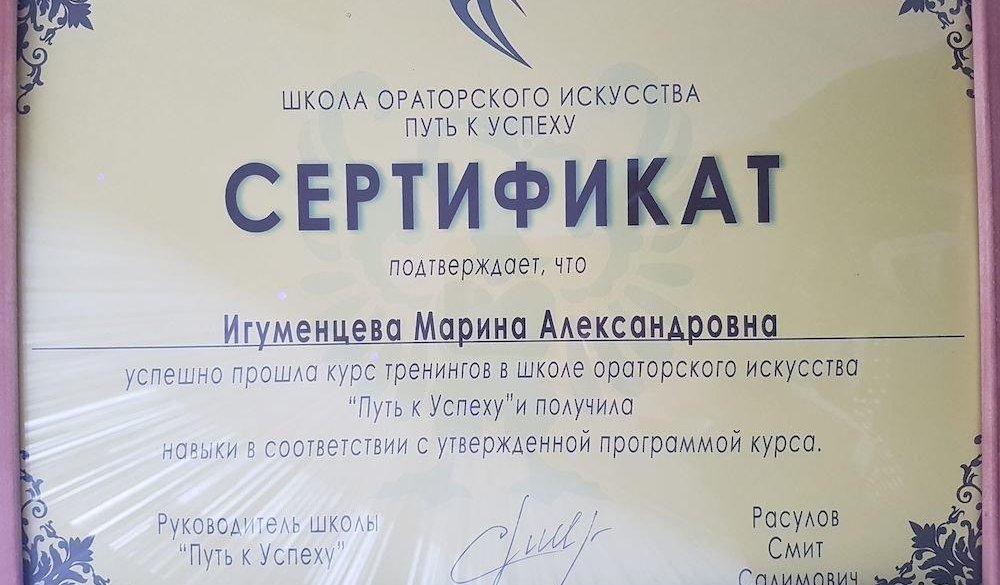 ШКОЛА ОРАТОРСКОГО ИСКУССТВА
ПУТЬ К УСПЕХУ
СЕРТИФИКАТ
подтверждает, что
Игуменцева Марина Александровна
успешно прошла курс тренингов в школе ораторского искусства
"Путь к Успеху"и получила
навыки в соответствии с утвержденной программой курса.
Руководитель школы
"Путь к Успеху"
Расулов
Смит
Салимович